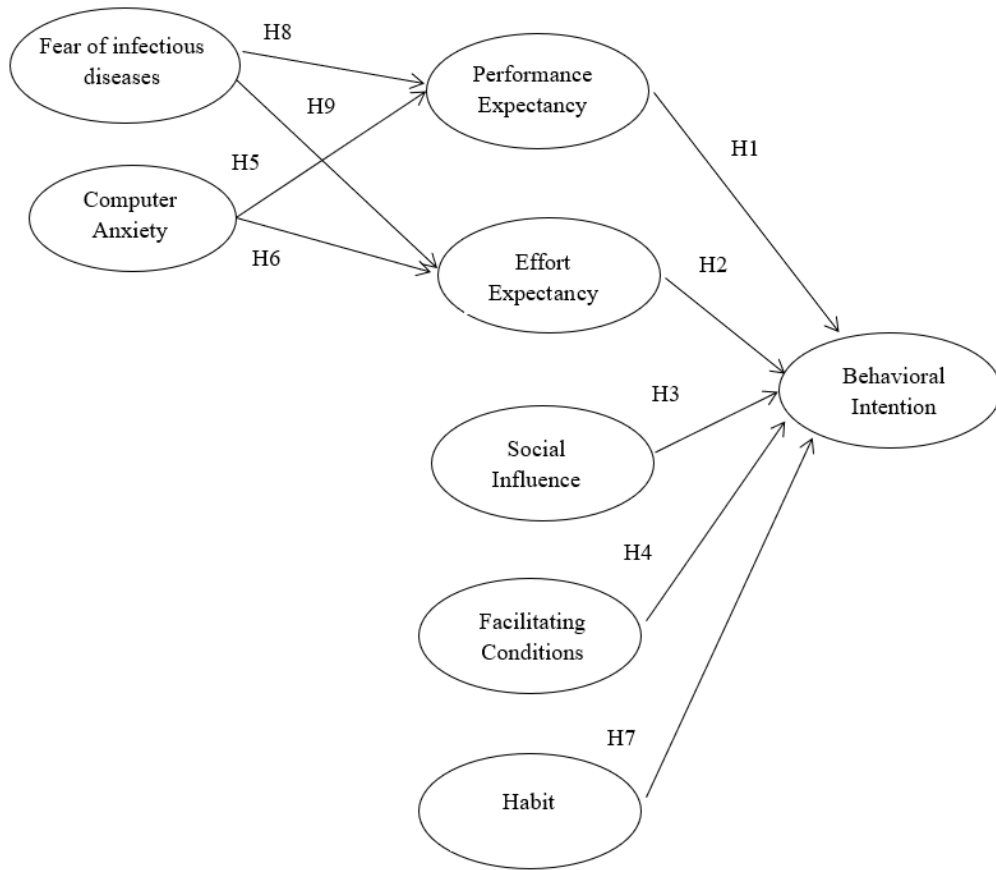 Fear of infectious
diseases
H8
Performance
Expectancy
H9
H1
H5
Computer
Anxiety
H6
Effort
Expectancy
H2
Behavioral
Intention
H3
Social
Influence
H4
Facilitating
Conditions
H7
Habit